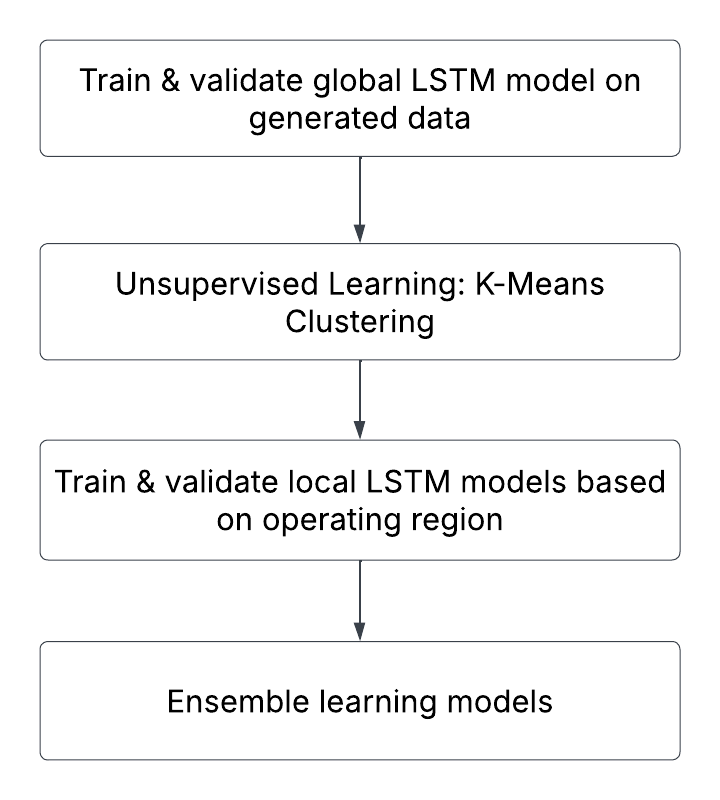 Train & validate global LSTM model on
generated data
Unsupervised Learning: K-Means
Clustering
Train & validate local LSTM models based
on operating region
Ensemble learning models